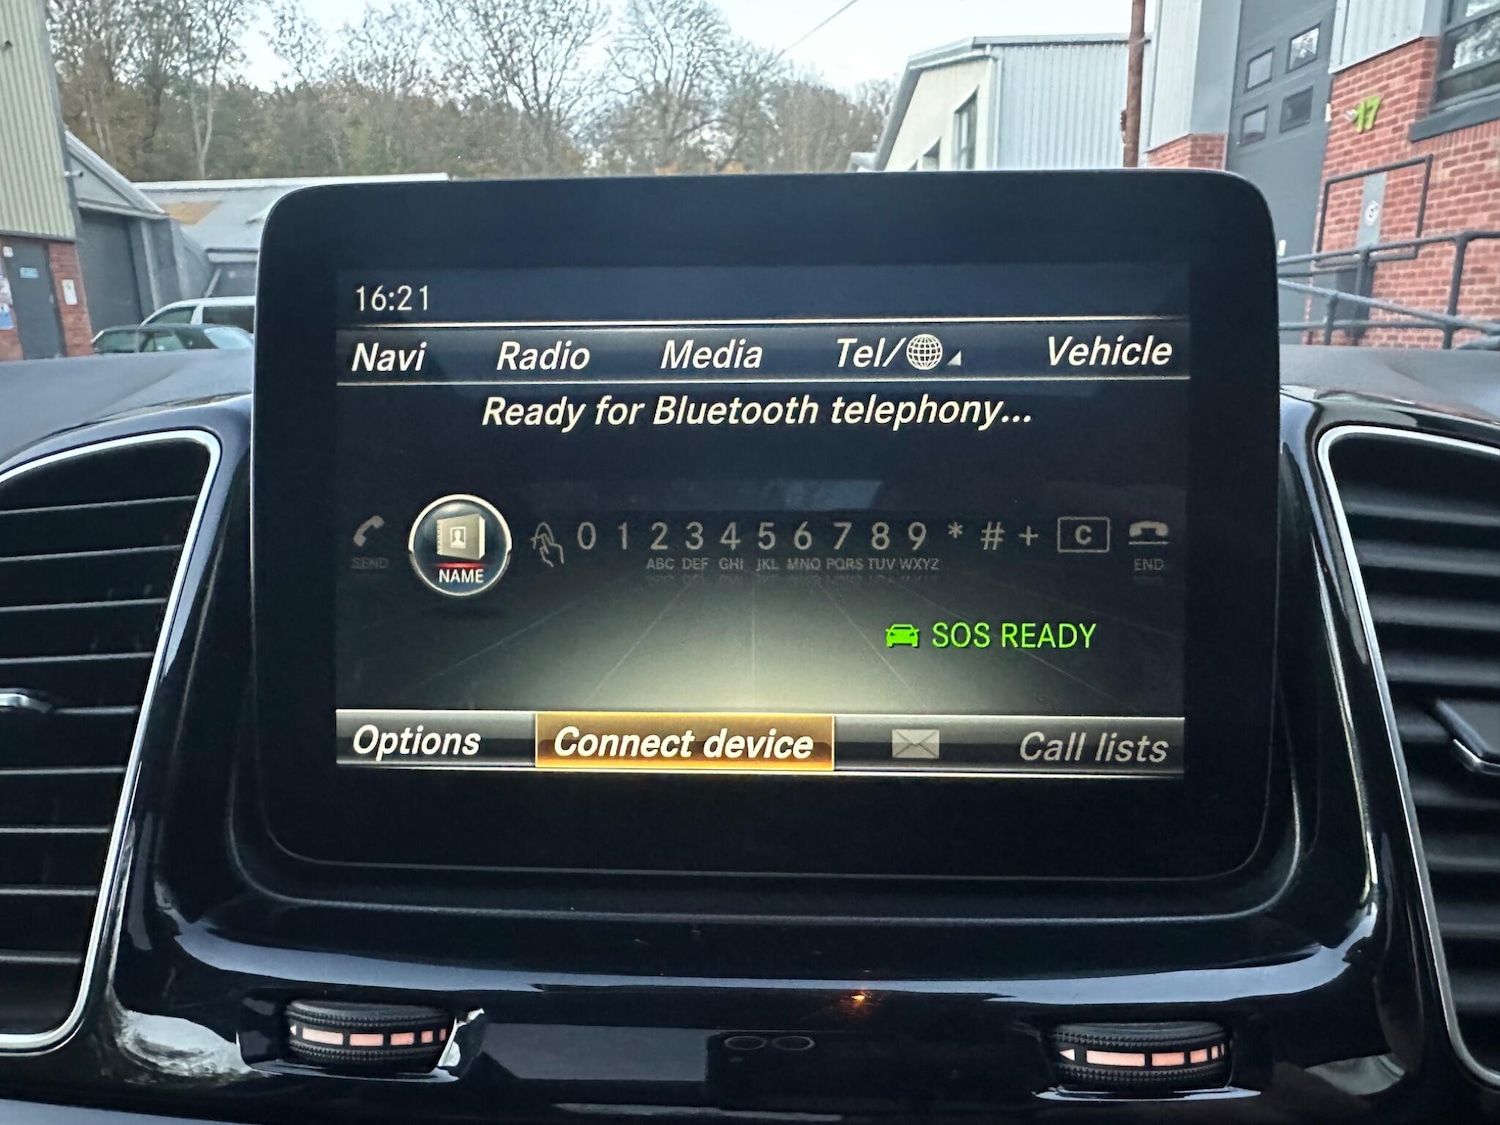 16:21
Navi Radio Media Tel/ Vehicle
Ready for Bluetooth telephony...
SEND NAME 0 1 2 3 4 5 6 7 8 9 * # + C END
ABC DEF GHI JKL MNO PQRS TUV WXYZ
SOS READY
Options Connect device Call lists
17